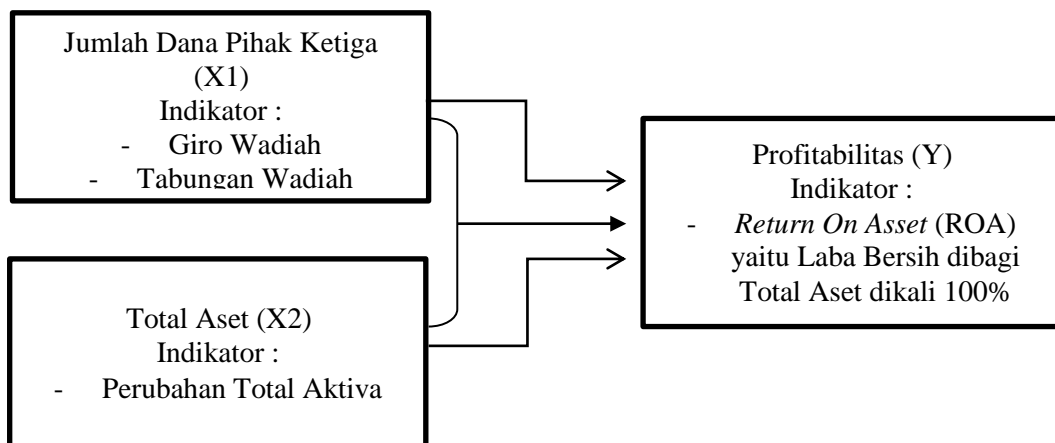 Jumlah Dana Pihak Ketiga
(X1)
Indikator :
- Giro Wadiah
- Tabungan Wadiah
Total Aset (X2)
Indikator :
- Perubahan Total Aktiva
Profitabilitas (Y)
Indikator :
- Return On Asset (ROA)
yaitu Laba Bersih dibagi
Total Aset dikali 100%